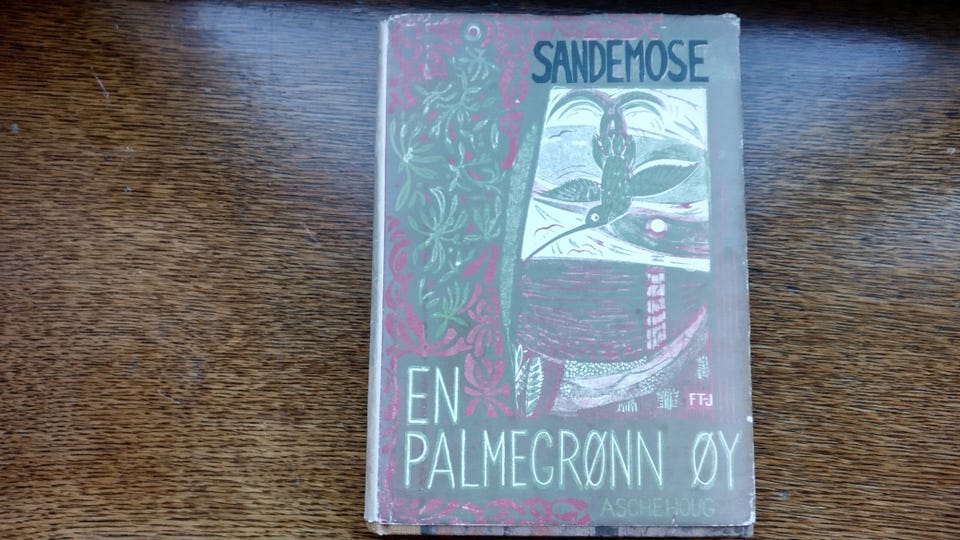 SANDEMOSE
FT-J
EN
PALMEGRØNN ØY
ASCHEHOUG